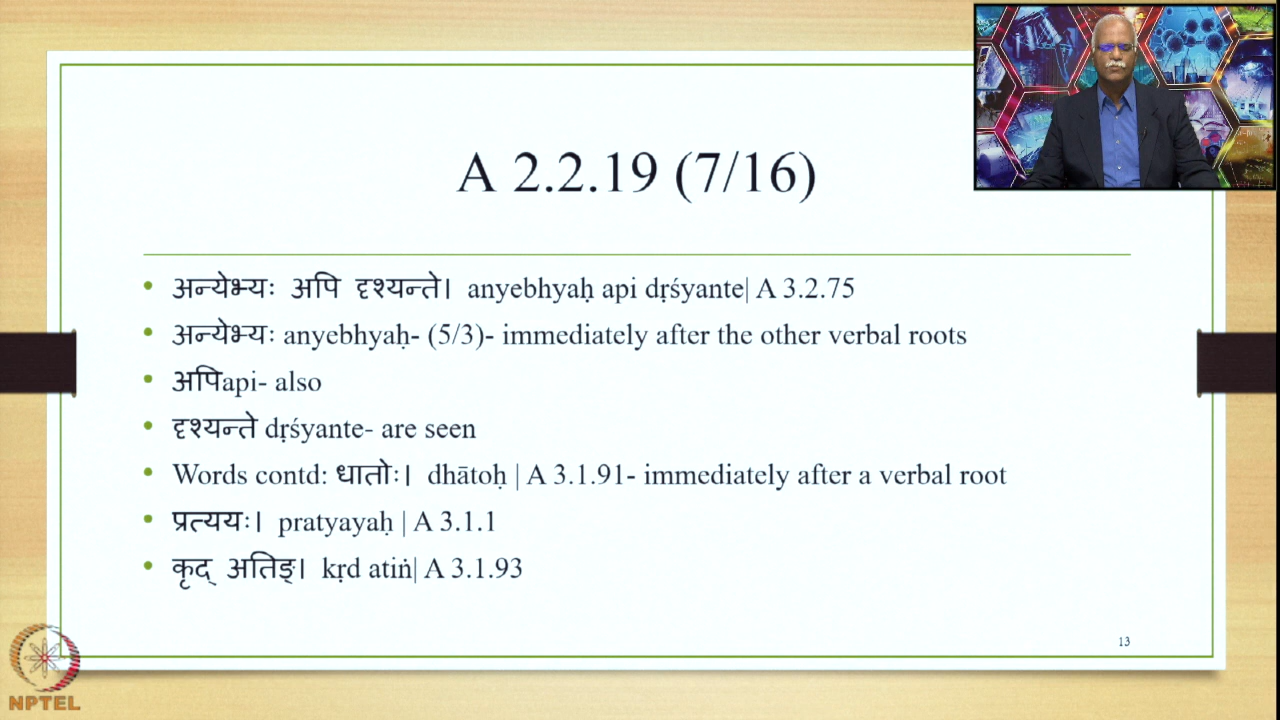 A 2.2.19 (7/16)
• अन्येभ्यः अपि दृश्यन्ते। anyebhyaḥ api dṛśyante| A 3.2.75
• अन्येभ्यः anyebhyaḥ- (5/3)- immediately after the other verbal roots
• अपिapi- also
• दृश्यन्ते dṛśyante- are seen
• Words contd: धातोः। dhātoḥ | A 3.1.91- immediately after a verbal root
• प्रत्ययः। pratyayaḥ | A 3.1.1
• कृद् अतिङ्। kṛd atiṅ| A 3.1.93
13
NPTEL